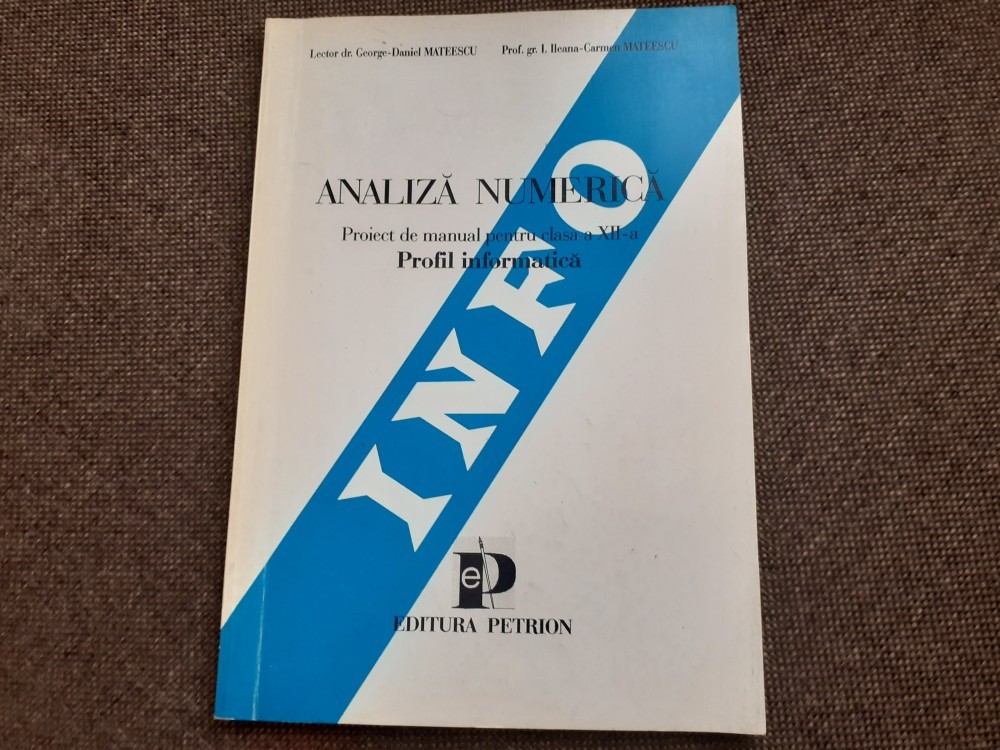 Lector dr. George-Daniel MATEESCU Prof. gr. I. Ileana-Carmen MATEESCU
ANALIZĂ NUMERICĂ
Proiect de manual pentru clasa a XII-a
Profil informatică
INFO
eP
EDITURA PETRION